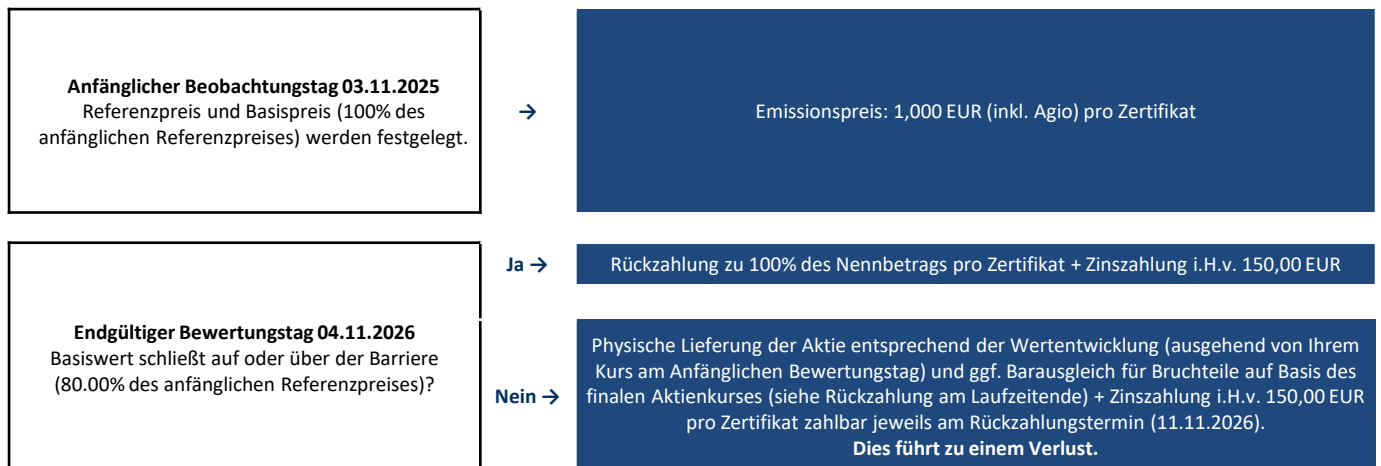 Anfänglicher Beobachtungstag 03.11.2025
Referenzpreis und Basispreis (100% des
anfänglichen Referenzpreises) werden festgelegt.
→
Emissionspreis: 1,000 EUR (inkl. Agio) pro Zertifikat
Endgültiger Bewertungstag 04.11.2026
Basiswert schließt auf oder über der Barriere
(80.00% des anfänglichen Referenzpreises)?
Ja →
Rückzahlung zu 100% des Nennbetrags pro Zertifikat + Zinszahlung i.H.v. 150,00 EUR
Nein →
Physische Lieferung der Aktie entsprechend der Wertentwicklung (ausgehend von Ihrem
Kurs am Anfänglichen Bewertungstag) und ggf. Barausgleich für Bruchteile auf Basis des
finalen Aktienkurses (siehe Rückzahlung am Laufzeitende) + Zinszahlung i.H.v. 150,00 EUR
pro Zertifikat zahlbar jeweils am Rückzahlungstermin (11.11.2026).
Dies führt zu einem Verlust.